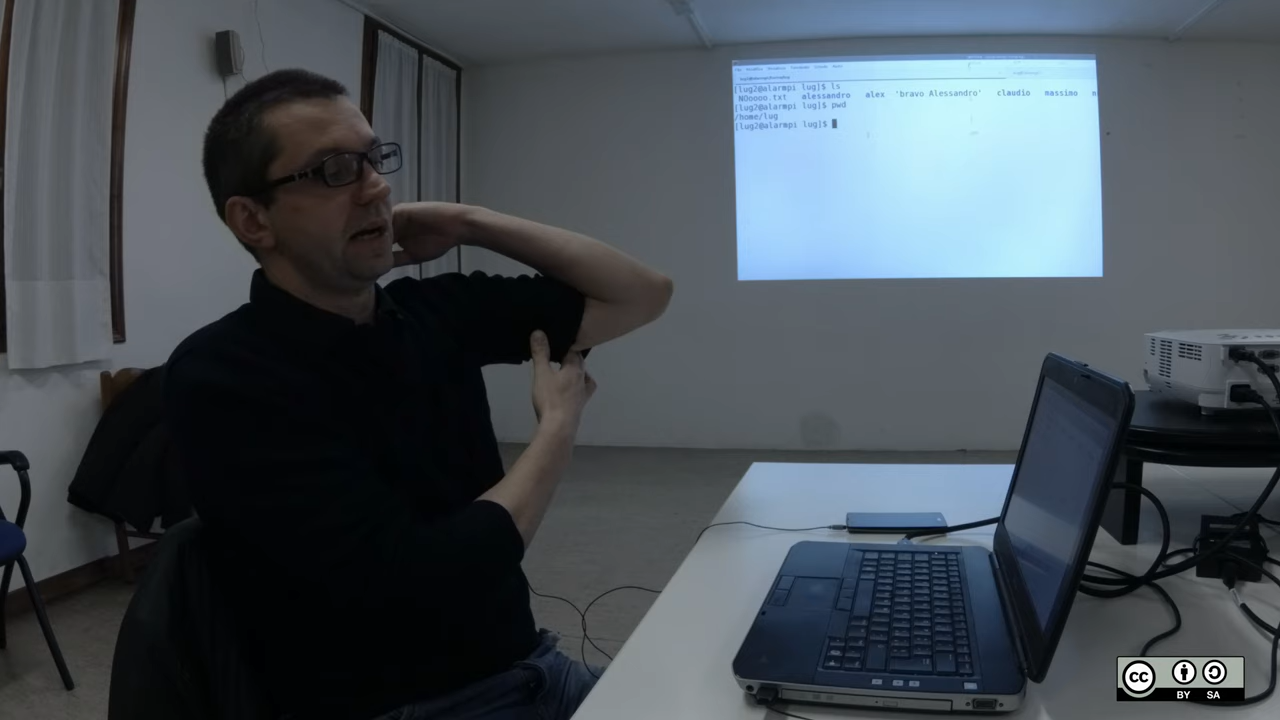 [lug2@alarmpi lug]$ ls
NOoooo.txt alessandro alex 'bravo Alessandro' claudio massimo n
[lug2@alarmpi lug]$ pwd
/home/lug
[lug2@alarmpi lug]$
cc
BY SA